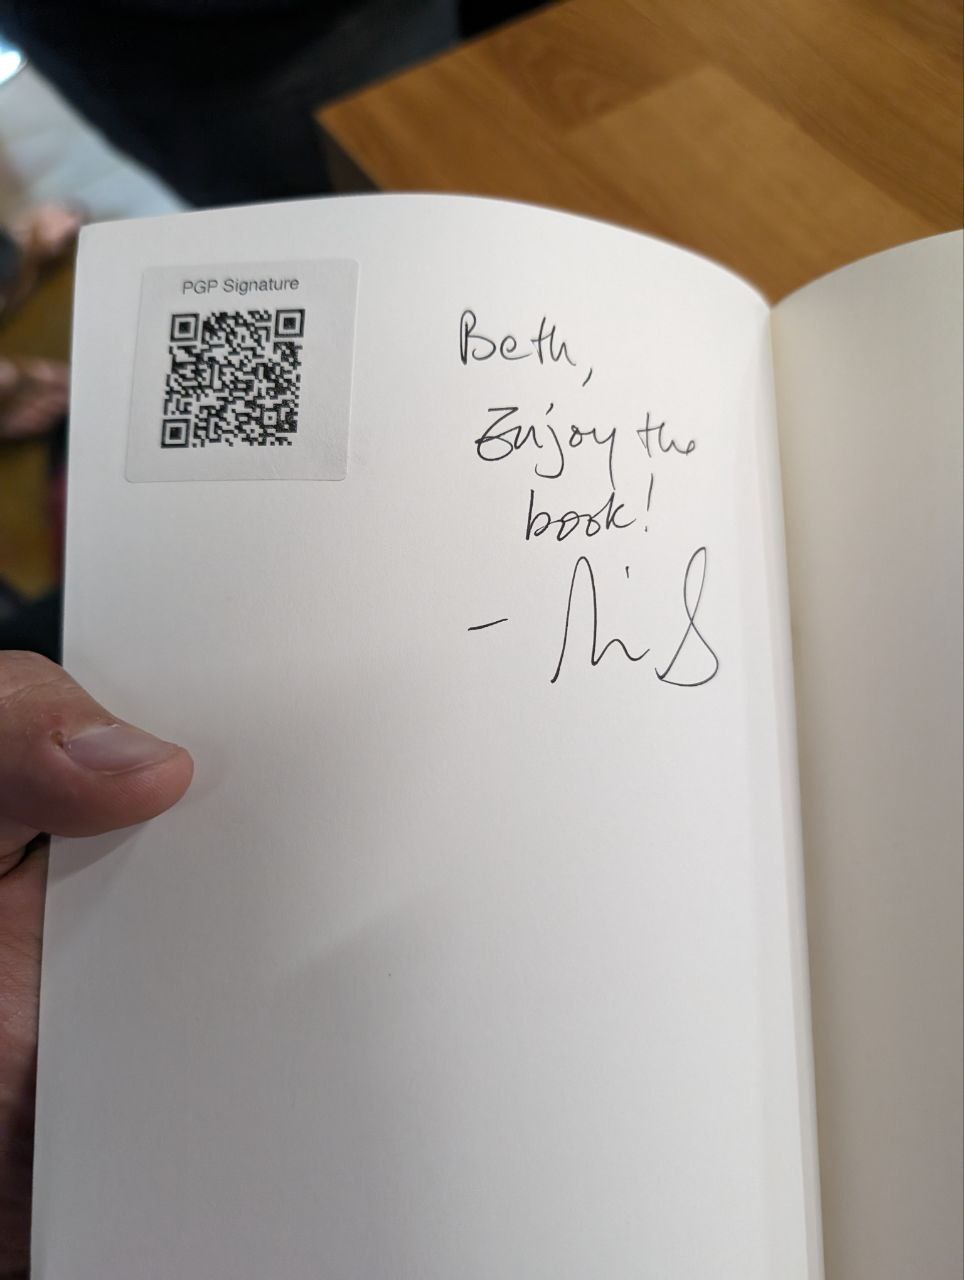 PGP Signature
Beth,
Enjoy the
book!